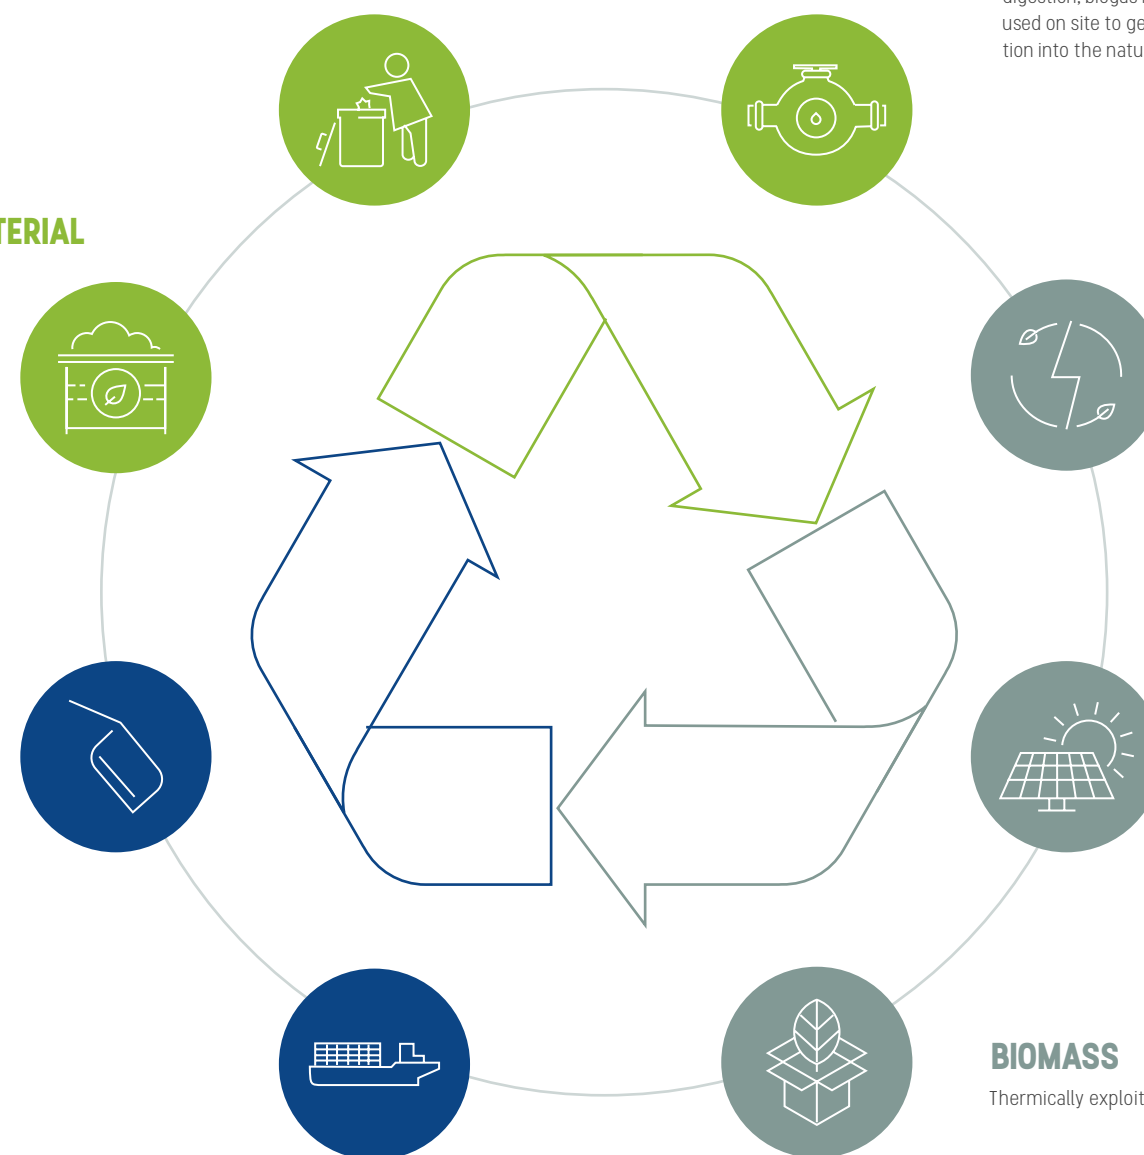 used on site to ge
tion into the natu
TERIAL
BIOMASS
Thermically exploit